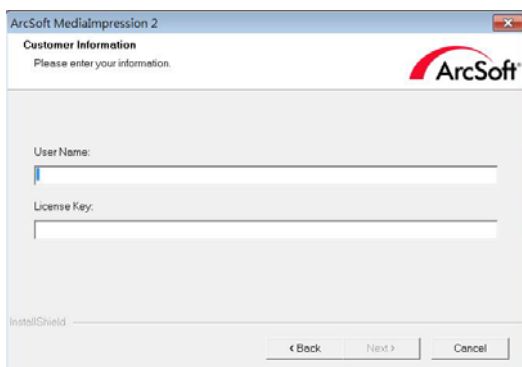 ArcSoft MediaImpression 2
Customer Information
Please enter your information.
ArcSoft®
User Name:
License Key:
InstallShield
< Back Next > Cancel